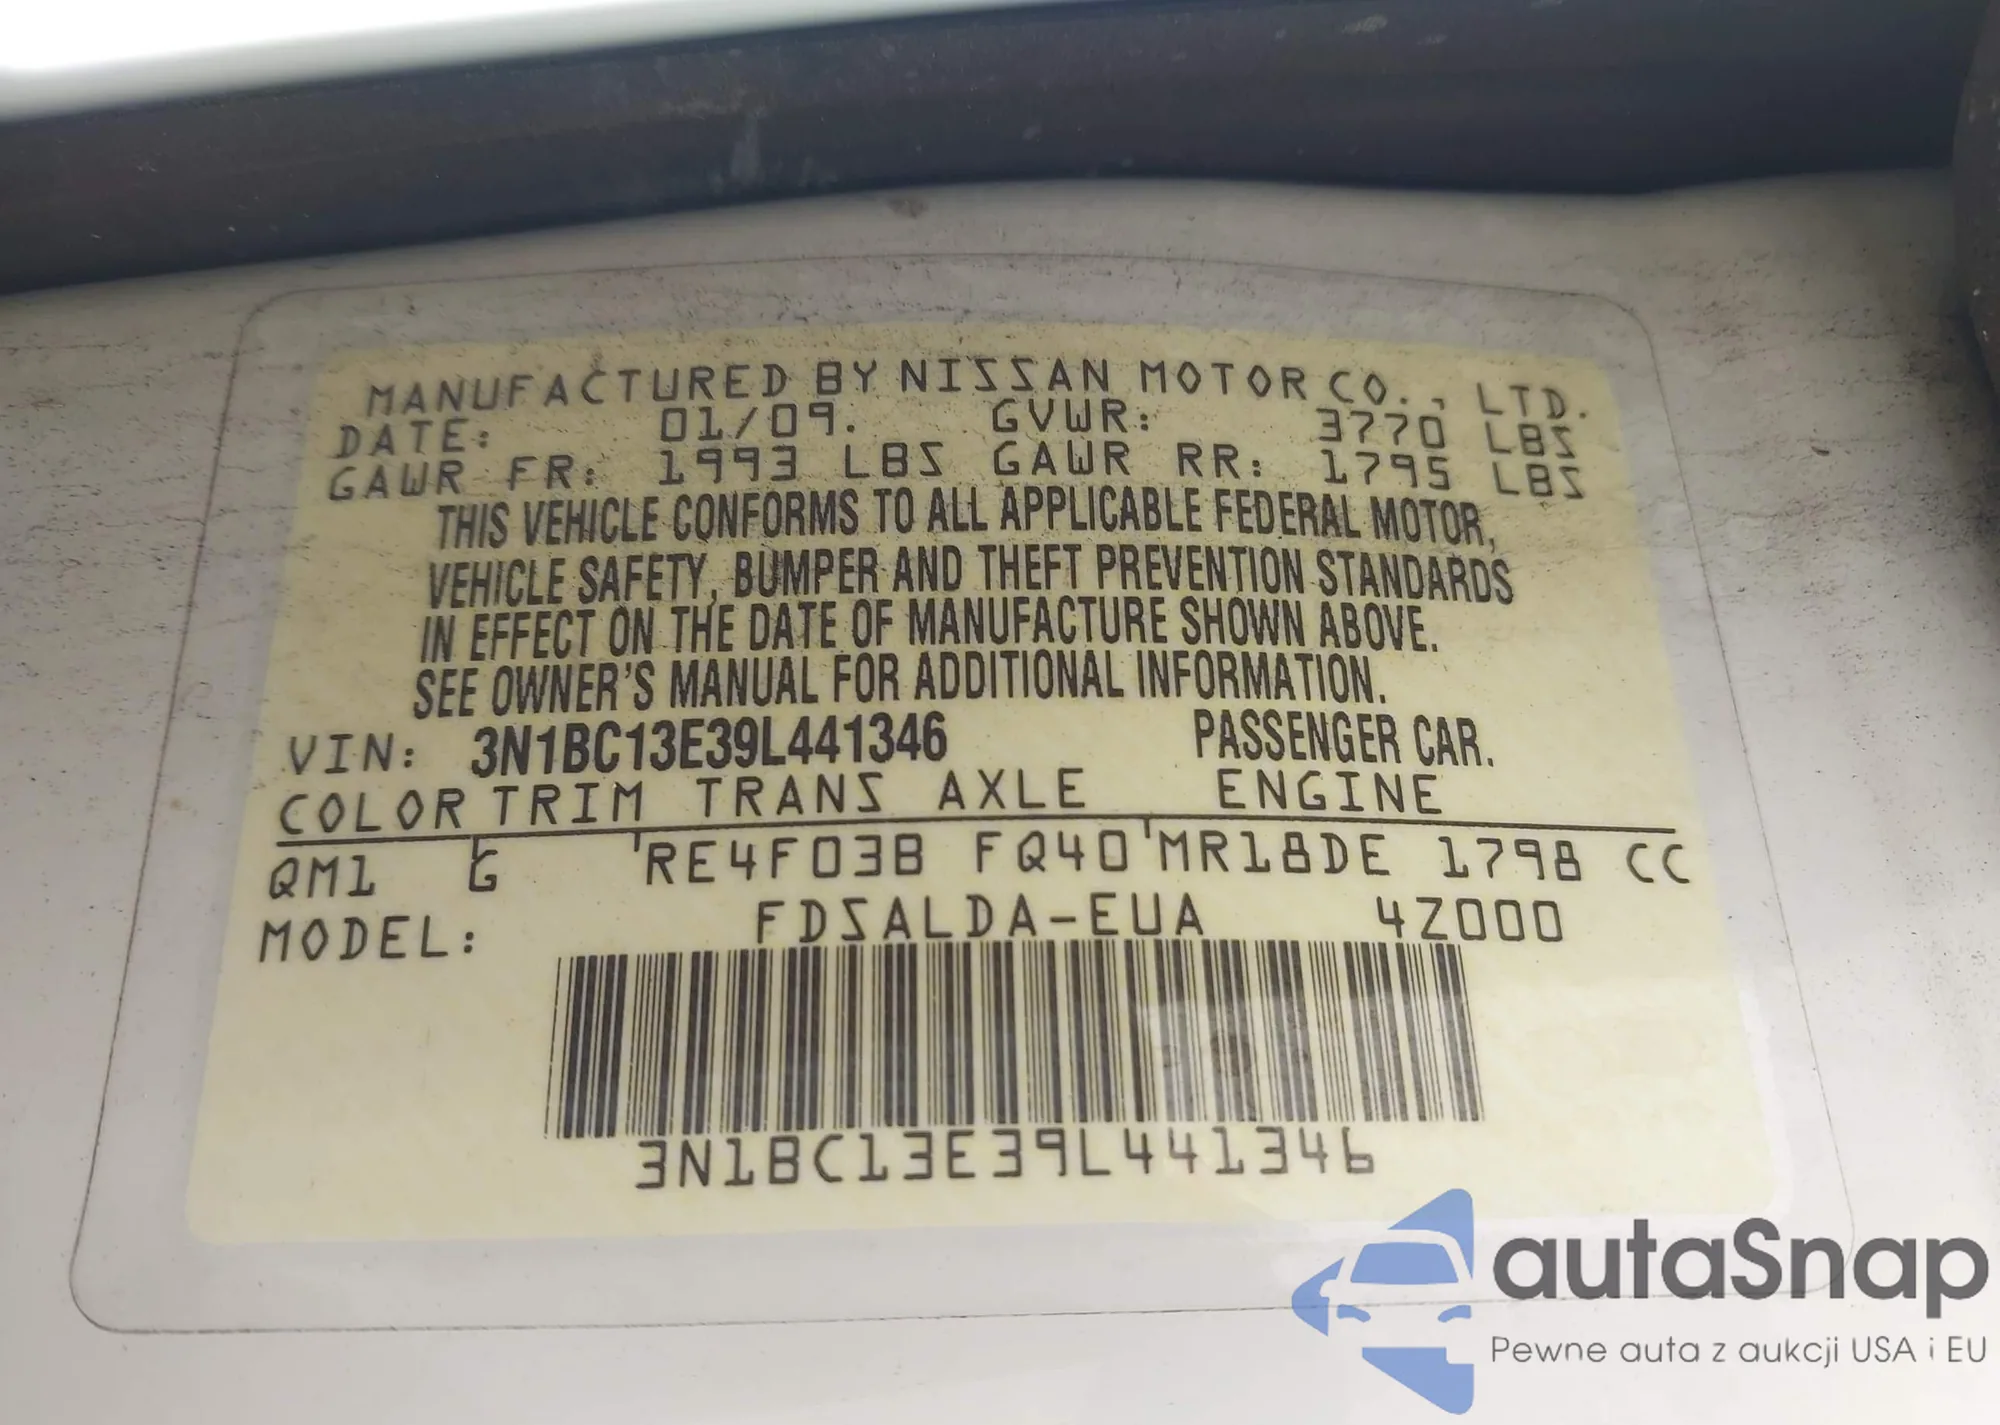 MANUFACTURED BY NISSAN MOTOR CO., LTD.
DATE: 01/09. GVWR: 3770 LBS
GAWR FR: 1993 LBS GAWR RR: 1795 LBS
THIS VEHICLE CONFORMS TO ALL APPLICABLE FEDERAL MOTOR,
VEHICLE SAFETY, BUMPER AND THEFT PREVENTION STANDARDS
IN EFFECT ON THE DATE OF MANUFACTURE SHOWN ABOVE.
SEE OWNER'S MANUAL FOR ADDITIONAL INFORMATION.
VIN: 3N1BC13E39L441346 PASSENGER CAR.
COLOR TRIM TRANS AXLE ENGINE
QM1 G RE4F03B FQ40 MR18DE 1798 CC
MODEL: FDSALDA-EUA 4Z000
3N1BC13E39L441346
autaSnap
Pewne auta z aukcji USA i EU